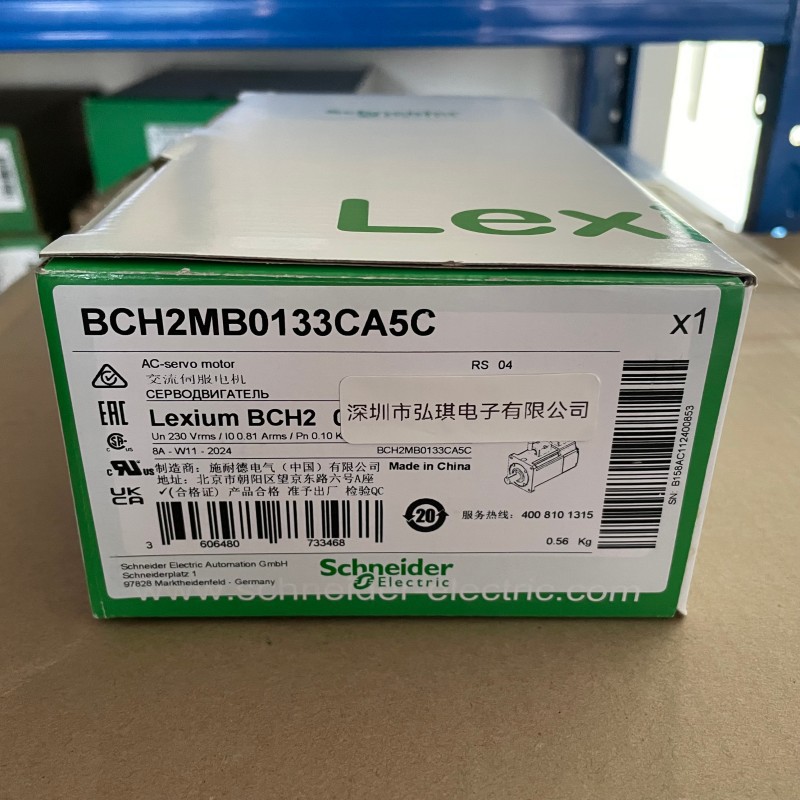 Schneider
Lexi
BCH2MB0133CA5C
x1
AC-servo motor
RS 04
交流伺服电机
СЕРВОДВИГАТЕЛЬ
EAC
Lexium BCH2
深圳市弘琪电子有限公司
Un 230 Vrms / I0 0.81 Arms / Pn 0.10 K
8A - W11 - 2024
BCH2MB0133CA5C
制造商: 施耐德电气（中国）有限公司
Made in China
地址: 北京市朝阳区望京东路六号A座
✓(合格证) 产品合格 准予出厂 检验QC
c UL us
UK CA
20
服务热线: 400 810 1315
3 606480 733468
0.56 Kg
SN: B158AC112400853
Schneider Electric Automation GmbH
Schneiderplatz 1
97828 Marktheidenfeld - Germany
Schneider Electric
www.schneider-electric.com